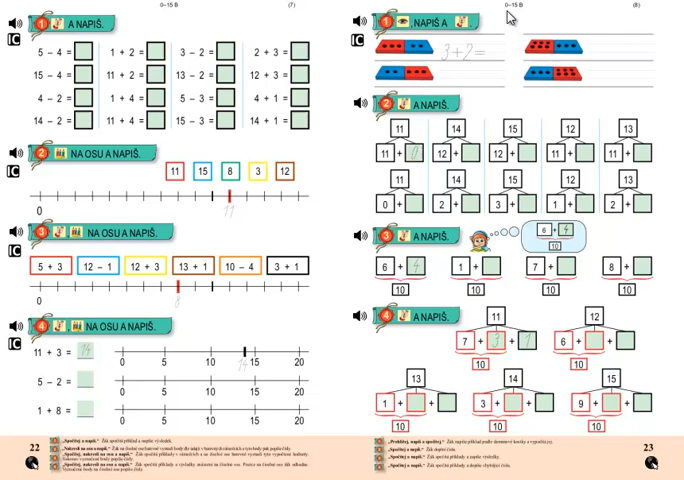 0–15 B (7)
1 A NAPIŠ.
5 – 4 = 1 + 2 = 3 – 2 = 2 + 3 =
15 – 4 = 11 + 2 = 13 – 2 = 12 + 3 =
4 – 2 = 1 + 4 = 5 – 3 = 4 + 1 =
14 – 2 = 11 + 4 = 15 – 3 = 14 + 1 =
2 NA OSU A NAPIŠ.
11 15 8 3 12
0
11
3 NA OSU A NAPIŠ.
5 + 3 12 – 1 12 + 3 13 + 1 10 – 4 3 + 1
0
8
4 NA OSU A NAPIŠ.
11 + 3 = 14
0 5 10 15 20
14
5 – 2 =
0 5 10 15 20
1 + 8 =
0 5 10 15 20
22
0–15 B (8)
1 NAPIŠ A
3+2=
2 A NAPIŠ.
11 14 15 12 13
11 + 0 12 + 12 + 11 + 11 +
11 14 15 12 13
0 + 2 + 3 + 1 + 2 +
3 A NAPIŠ.
6 + 4
10
6 + 4 1 + 7 + 8 +
10 10 10 10
4 A NAPIŠ.
11 12
7 + 3 + 1 6 + +
10 10
13 14 15
1 + + 3 + + 9 + +
10 10 10
23